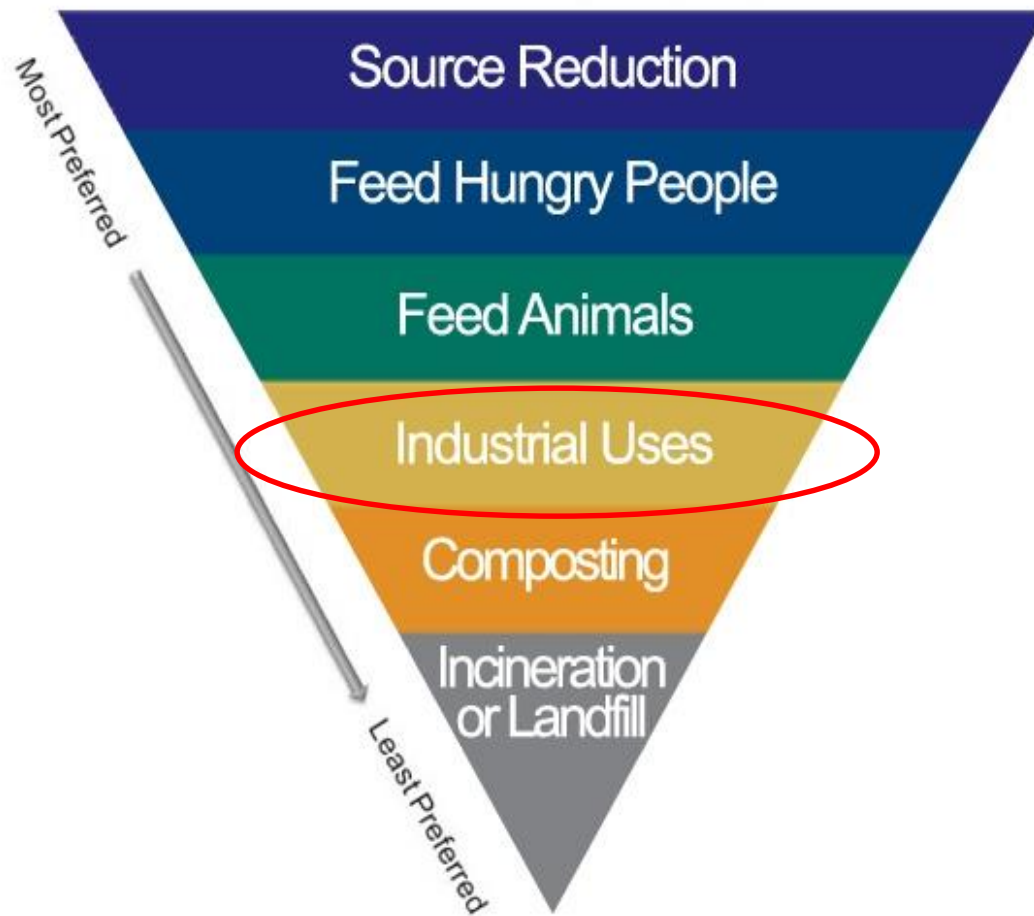 Most Preferred
Source Reduction
Feed Hungry People
Feed Animals
Industrial Uses
Composting
Incineration
or Landfill
Least Preferred